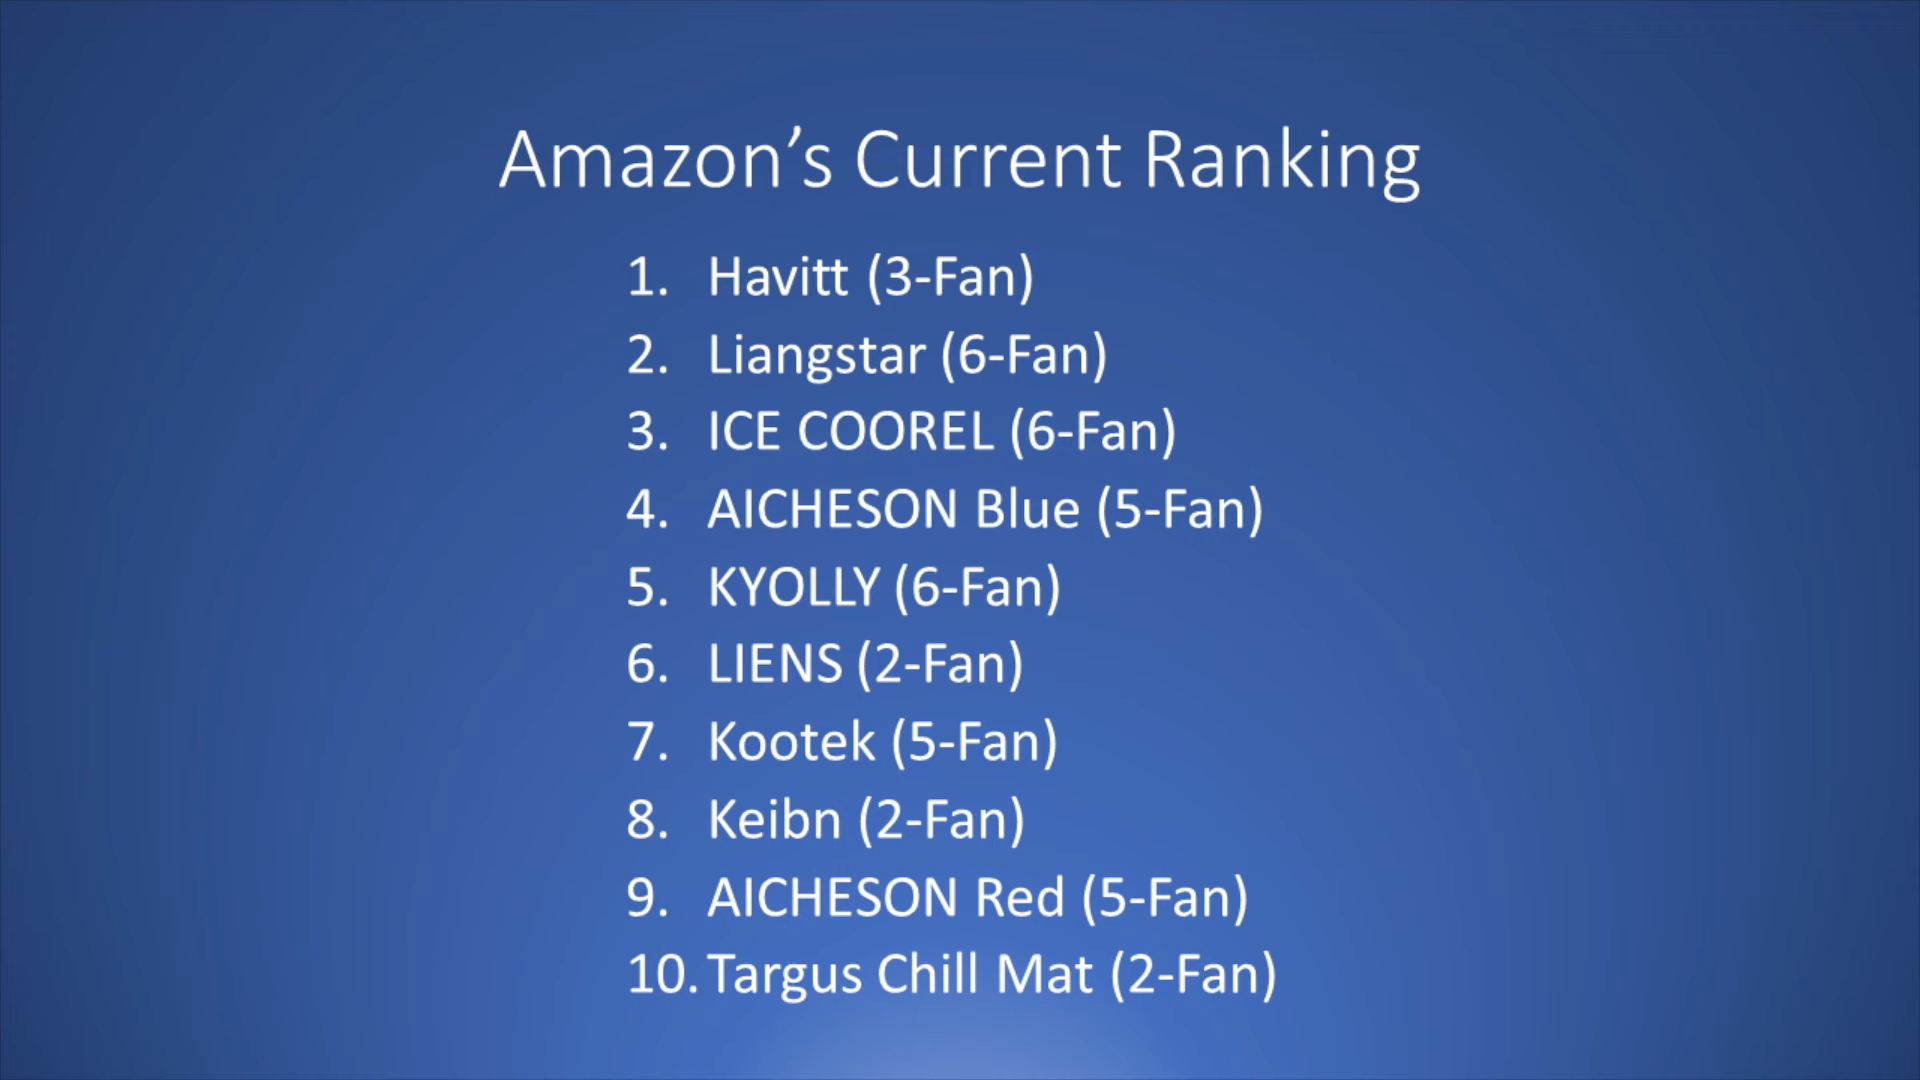 Amazon’s Current Ranking
1. Havitt (3-Fan)
2. Liangstar (6-Fan)
3. ICE COOREL (6-Fan)
4. AICHESON Blue (5-Fan)
5. KYOLLY (6-Fan)
6. LIENS (2-Fan)
7. Kootek (5-Fan)
8. Keibn (2-Fan)
9. AICHESON Red (5-Fan)
10. Targus Chill Mat (2-Fan)